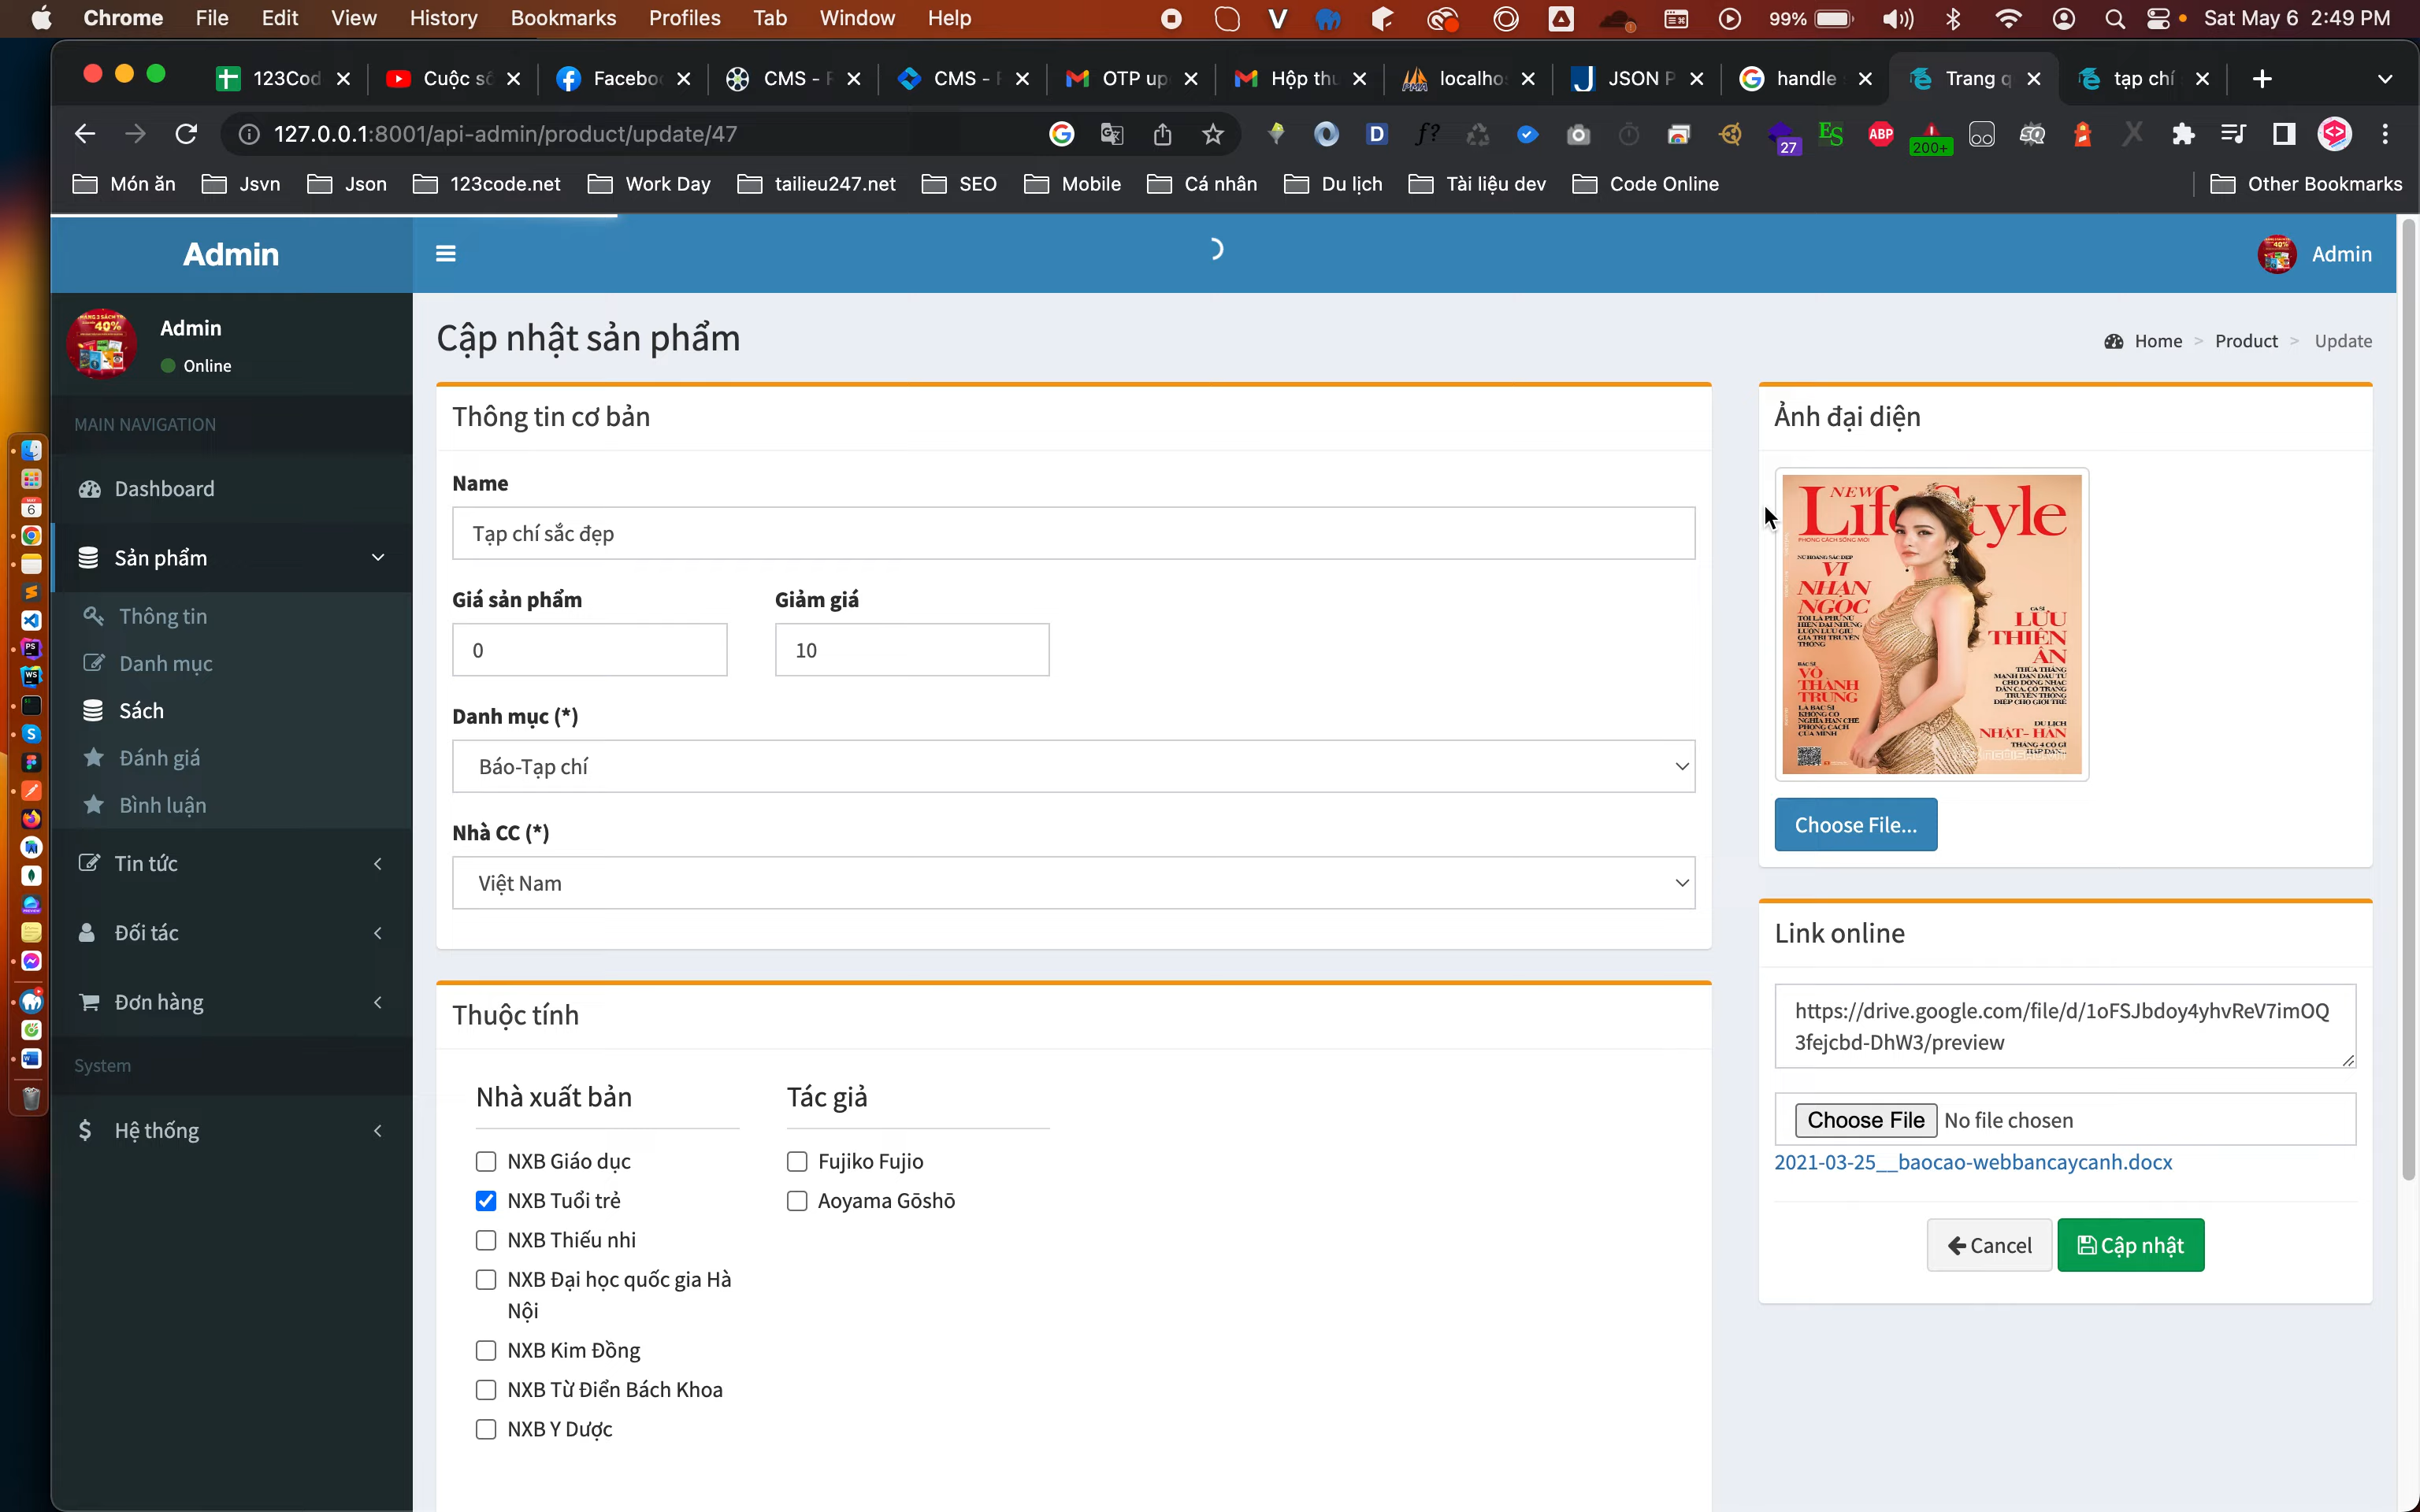 Chrome File Edit View History Bookmarks Profiles Tab Window Help 99% Sat May 6 2:49 PM
123Cod Cuộc số Facebo CMS - F CMS - F OTP up Hộp thu localhos JSON P handle Trang q tạp chí
127.0.0.1:8001/api-admin/product/update/47 27 ABP 200+
Món ăn Jsvn Json 123code.net Work Day tailieu247.net SEO Mobile Cá nhân Du lịch Tài liệu dev Code Online Other Bookmarks
Admin
Admin
Admin
Online
MAIN NAVIGATION
Dashboard
Sản phẩm
Thông tin
Danh mục
Sách
Đánh giá
Bình luận
Tin tức
Đối tác
Đơn hàng
System
Hệ thống
Cập nhật sản phẩm
Home > Product > Update
Thông tin cơ bản
Name
Tạp chí sắc đẹp
Giá sản phẩm Giảm giá
0 10
Danh mục (*)
Báo-Tạp chí
Nhà CC (*)
Việt Nam
Thuộc tính
Nhà xuất bản
NXB Giáo dục
NXB Tuổi trẻ
NXB Thiếu nhi
NXB Đại học quốc gia Hà
Nội
NXB Kim Đồng
NXB Từ Điển Bách Khoa
NXB Y Dược
Tác giả
Fujiko Fujio
Aoyama Gōshō
Ảnh đại diện
NEW
PHONG CÁCH SỐNG MỚI
NỮ HOÀNG SẮC ĐẸP
VI
NHAN
NGỌC
TÔI LÀ PHỤ NỮ
HIỆN ĐẠI NHƯNG
LUÔN LƯU GIỮ
GIÁ TRỊ TRUYỀN
THỐNG
BÁC SĨ
VÕ
THÀNH
TRUNG
LÀ BÁC SĨ
KHÔNG CÓ
NGHĨA HẠN CHẾ
PHONG CÁCH
CỦA MÌNH
CA SĨ
LƯU
THIÊN
ÂN
THỪA THẮNG
MẠNH DẠN ĐẦU TƯ
CHO DÒNG NHẠC
DÂN CA, CỔ TRANG
TRUYỀN THÔNG
ĐIỆP CHO GIỚI TRẺ
DU LỊCH
NHẬT- HÀN
THÁNG 4 CÓ GÌ
HẤP DẪN...
Choose File...
Link online
https://drive.google.com/file/d/1oFSJbdoy4yhvReV7imOQ
3fejcbd-DhW3/preview
Choose File No file chosen
2021-03-25__baocao-webbancaycanh.docx
Cancel Cập nhật